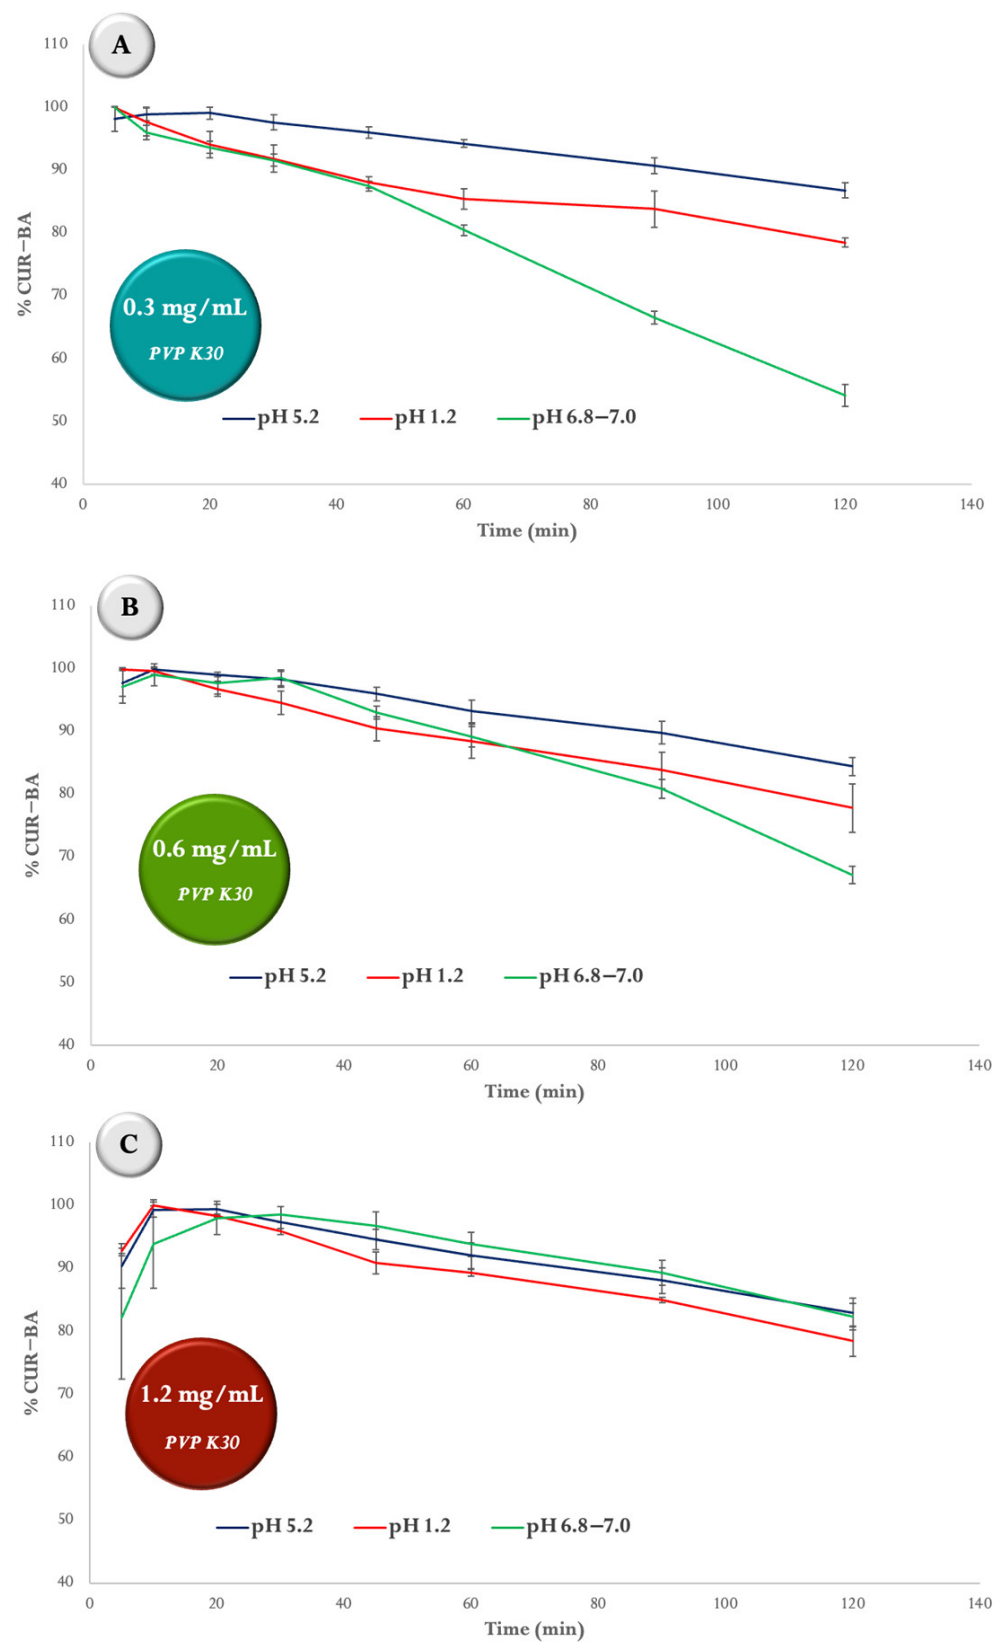 A
110
100
90
80
70
60
50
40
% CUR−BA
0.3 mg/mL
PVP K30
pH 5.2 pH 1.2 pH 6.8−7.0
0 20 40 60 80 100 120 140
Time (min)
B
110
100
90
80
70
60
50
40
% CUR−BA
0.6 mg/mL
PVP K30
pH 5.2 pH 1.2 pH 6.8−7.0
0 20 40 60 80 100 120 140
Time (min)
C
110
100
90
80
70
60
50
40
% CUR−BA
1.2 mg/mL
PVP K30
pH 5.2 pH 1.2 pH 6.8−7.0
0 20 40 60 80 100 120 140
Time (min)